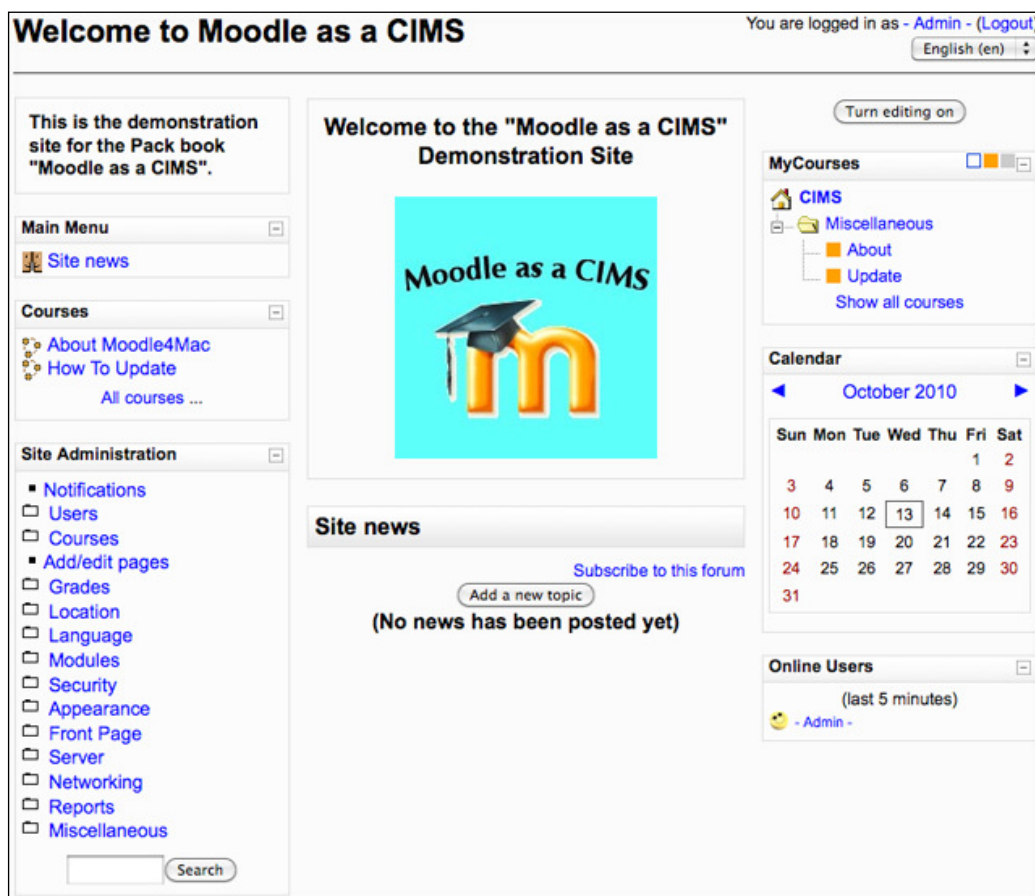 Welcome to Moodle as a CIMS
You are logged in as - Admin - (Logout)
English (en)
This is the demonstration
site for the Pack book
"Moodle as a CIMS".
Main Menu
Site news
Courses
About Moodle4Mac
How To Update
All courses ...
Site Administration
Notifications
Users
Courses
Add/edit pages
Grades
Location
Language
Modules
Security
Appearance
Front Page
Server
Networking
Reports
Miscellaneous
Search
Welcome to the "Moodle as a CIMS"
Demonstration Site
Moodle as a CIMS
m
Site news
Subscribe to this forum
Add a new topic
(No news has been posted yet)
Turn editing on
MyCourses
CIMS
Miscellaneous
About
Update
Show all courses
Calendar
October 2010
Sun Mon Tue Wed Thu Fri Sat
1 2
3 4 5 6 7 8 9
10 11 12 13 14 15 16
17 18 19 20 21 22 23
24 25 26 27 28 29 30
31
Online Users
(last 5 minutes)
- Admin -